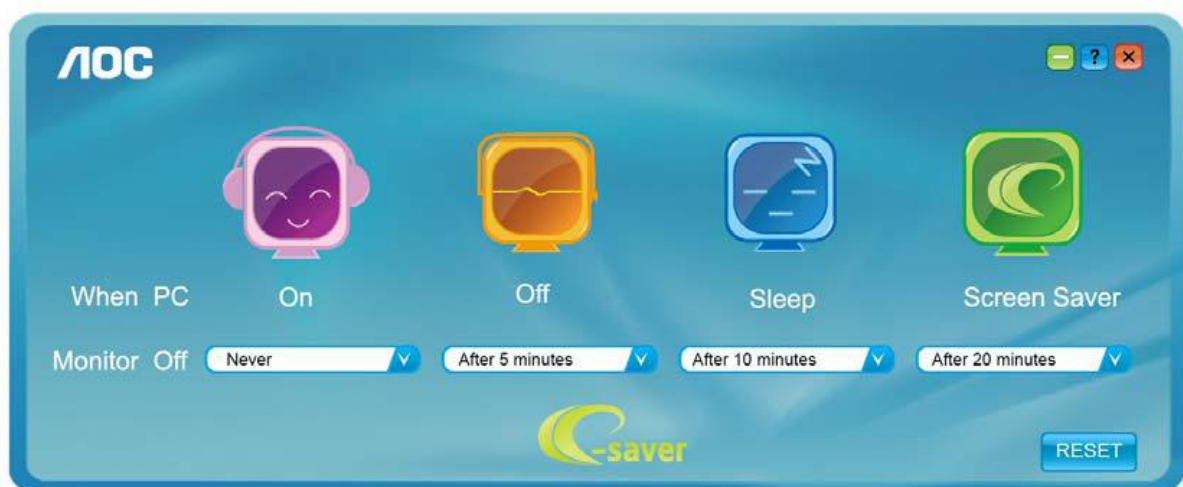 AOC
?
When PC On Off Sleep Screen Saver
Monitor Off Never After 5 minutes After 10 minutes After 20 minutes
e-saver
RESET